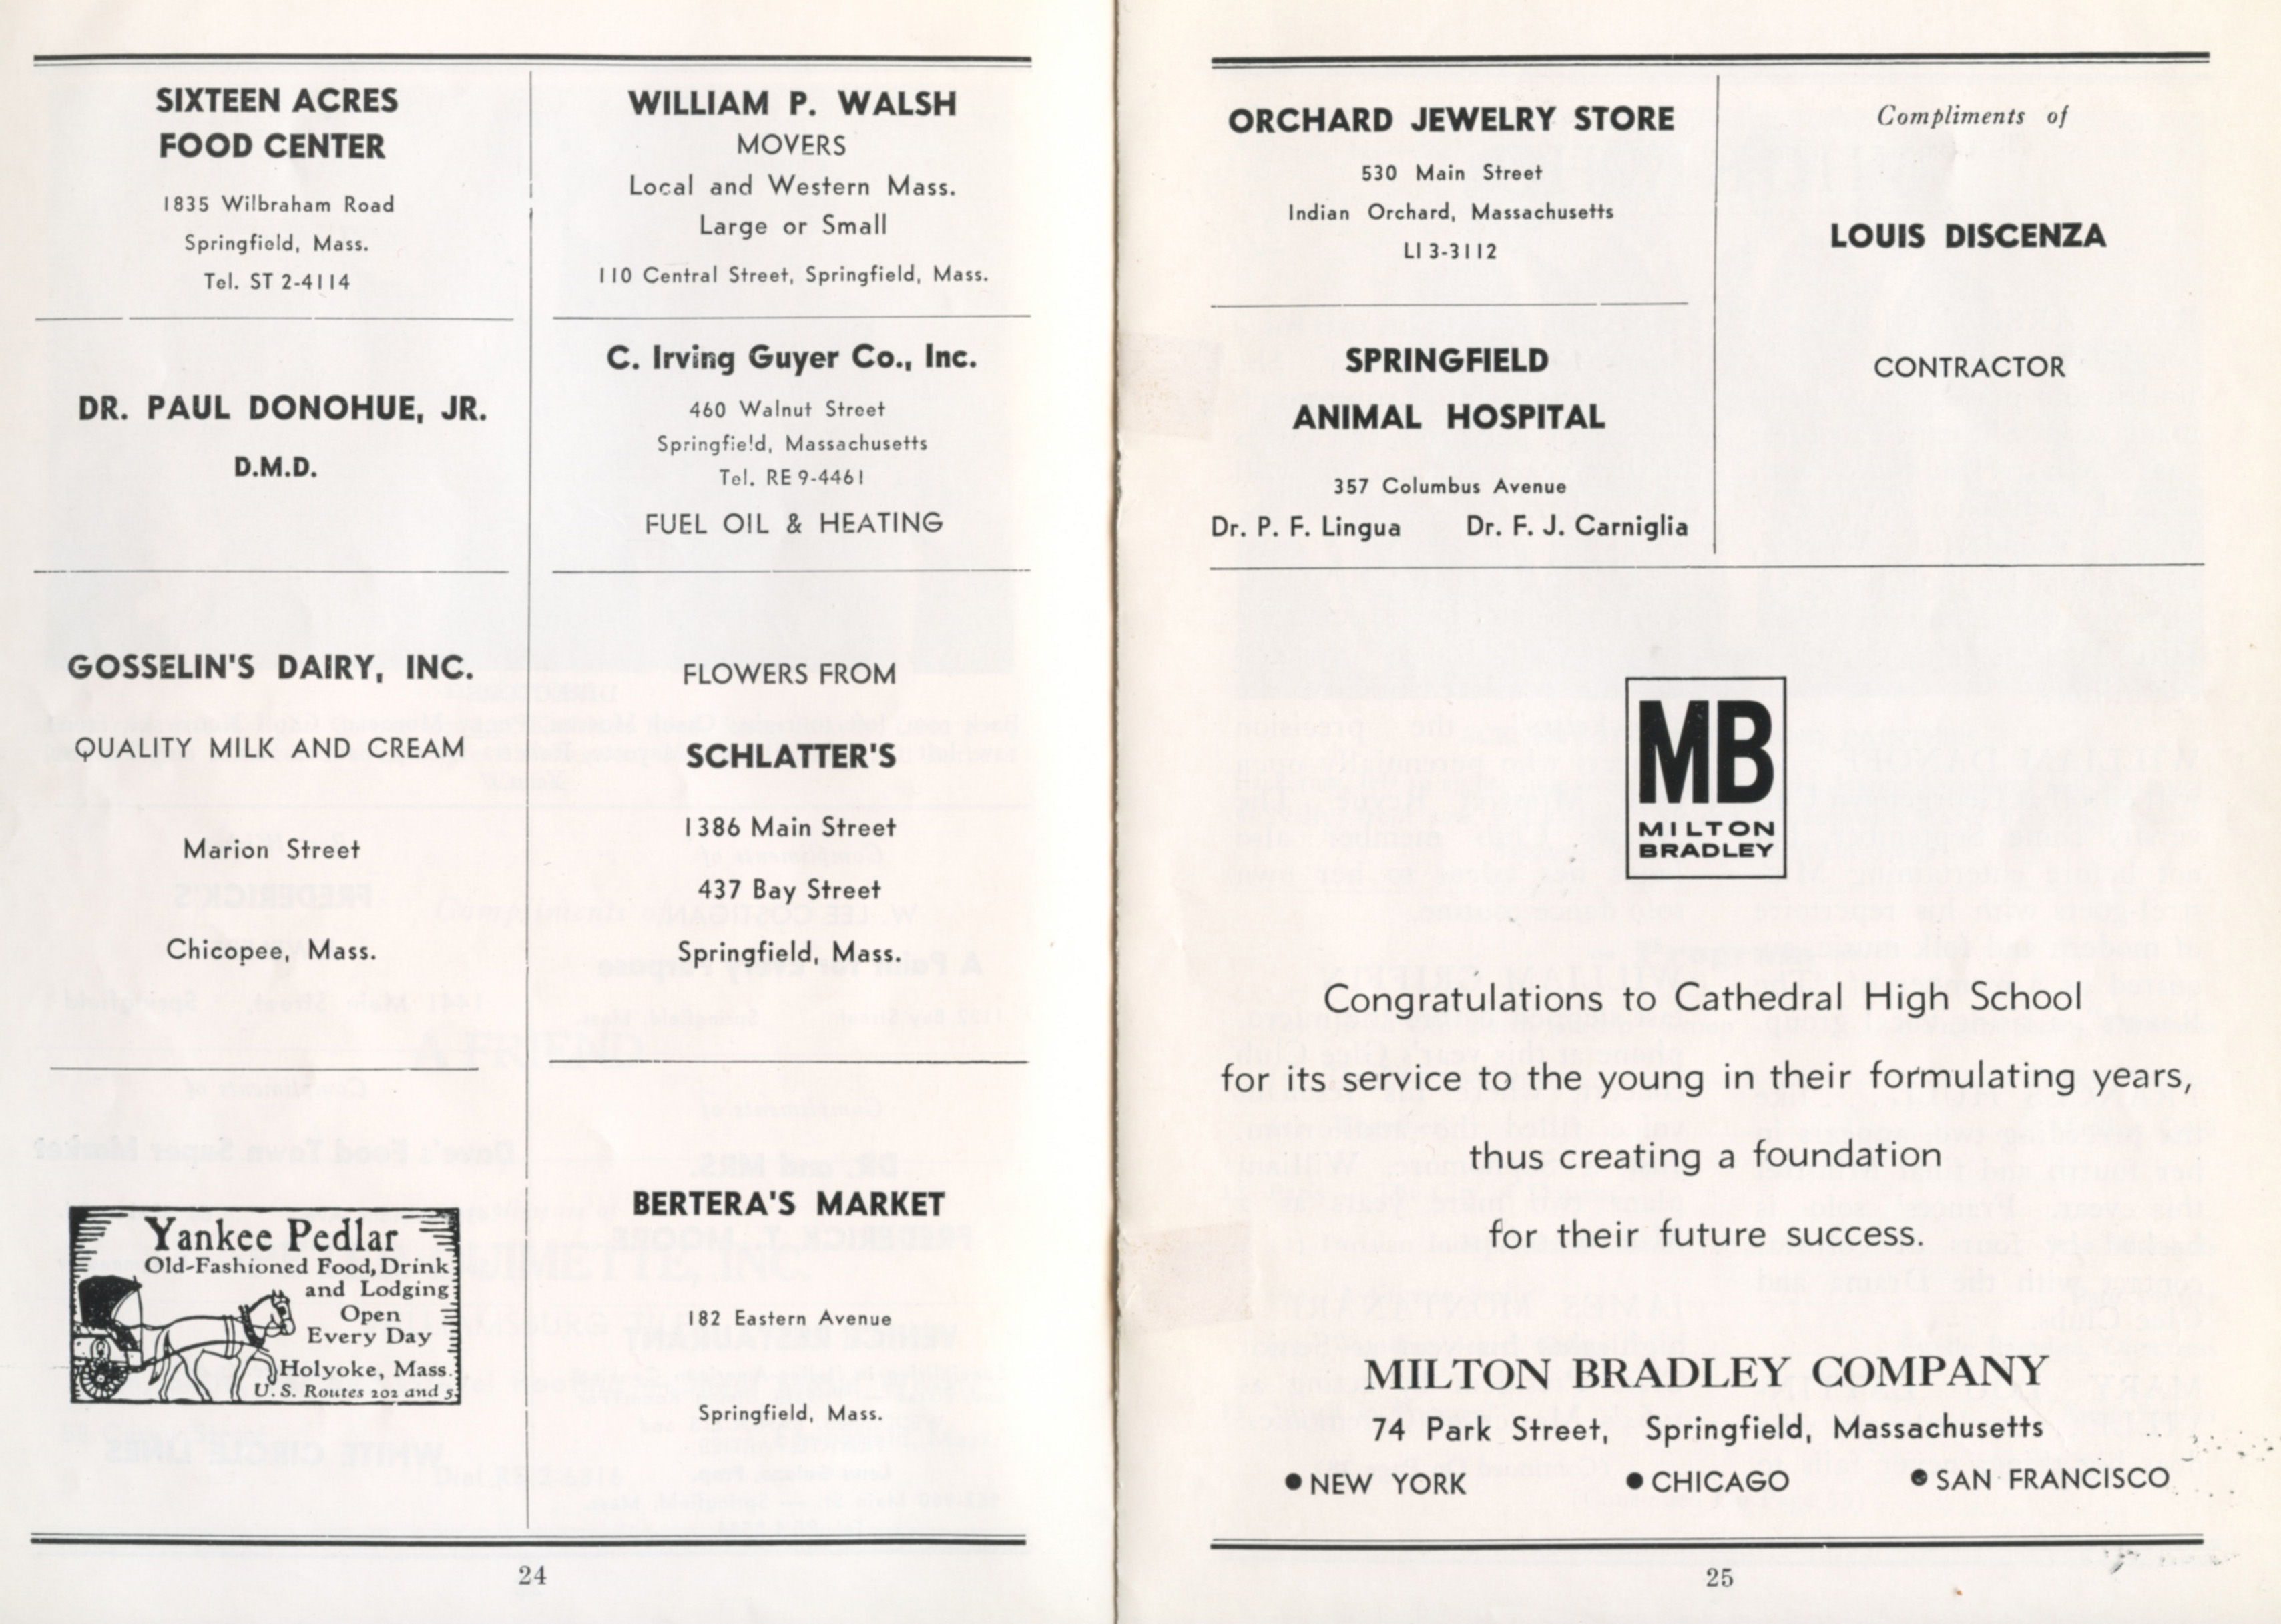 SIXTEEN ACRES
FOOD CENTER
1835 Wilbraham Road
Springfield, Mass.
Tel. ST 2-4114
DR. PAUL DONOHUE, JR.
D.M.D.
GOSSELIN'S DAIRY, INC.
QUALITY MILK AND CREAM
Marion Street
Chicopee, Mass.
Yankee Pedlar
Old-Fashioned Food, Drink
and Lodging
Open
Every Day
Holyoke, Mass.
U.S. Routes 202 and 5
WILLIAM P. WALSH
MOVERS
Local and Western Mass.
Large or Small
110 Central Street, Springfield, Mass.
C. Irving Guyer Co., Inc.
460 Walnut Street
Springfield, Massachusetts
Tel. RE 9-4461
FUEL OIL & HEATING
FLOWERS FROM
SCHLATTER'S
1386 Main Street
437 Bay Street
Springfield, Mass.
BERTERA'S MARKET
182 Eastern Avenue
Springfield, Mass.
24
ORCHARD JEWELRY STORE
530 Main Street
Indian Orchard, Massachusetts
LI 3-3112
SPRINGFIELD
ANIMAL HOSPITAL
357 Columbus Avenue
Dr. P. F. Lingua Dr. F. J. Carniglia
Compliments of
LOUIS DISCENZA
CONTRACTOR
MB
MILTON
BRADLEY
Congratulations to Cathedral High School
for its service to the young in their formulating years,
thus creating a foundation
for their future success.
MILTON BRADLEY COMPANY
74 Park Street, Springfield, Massachusetts
● NEW YORK ● CHICAGO ● SAN FRANCISCO
25